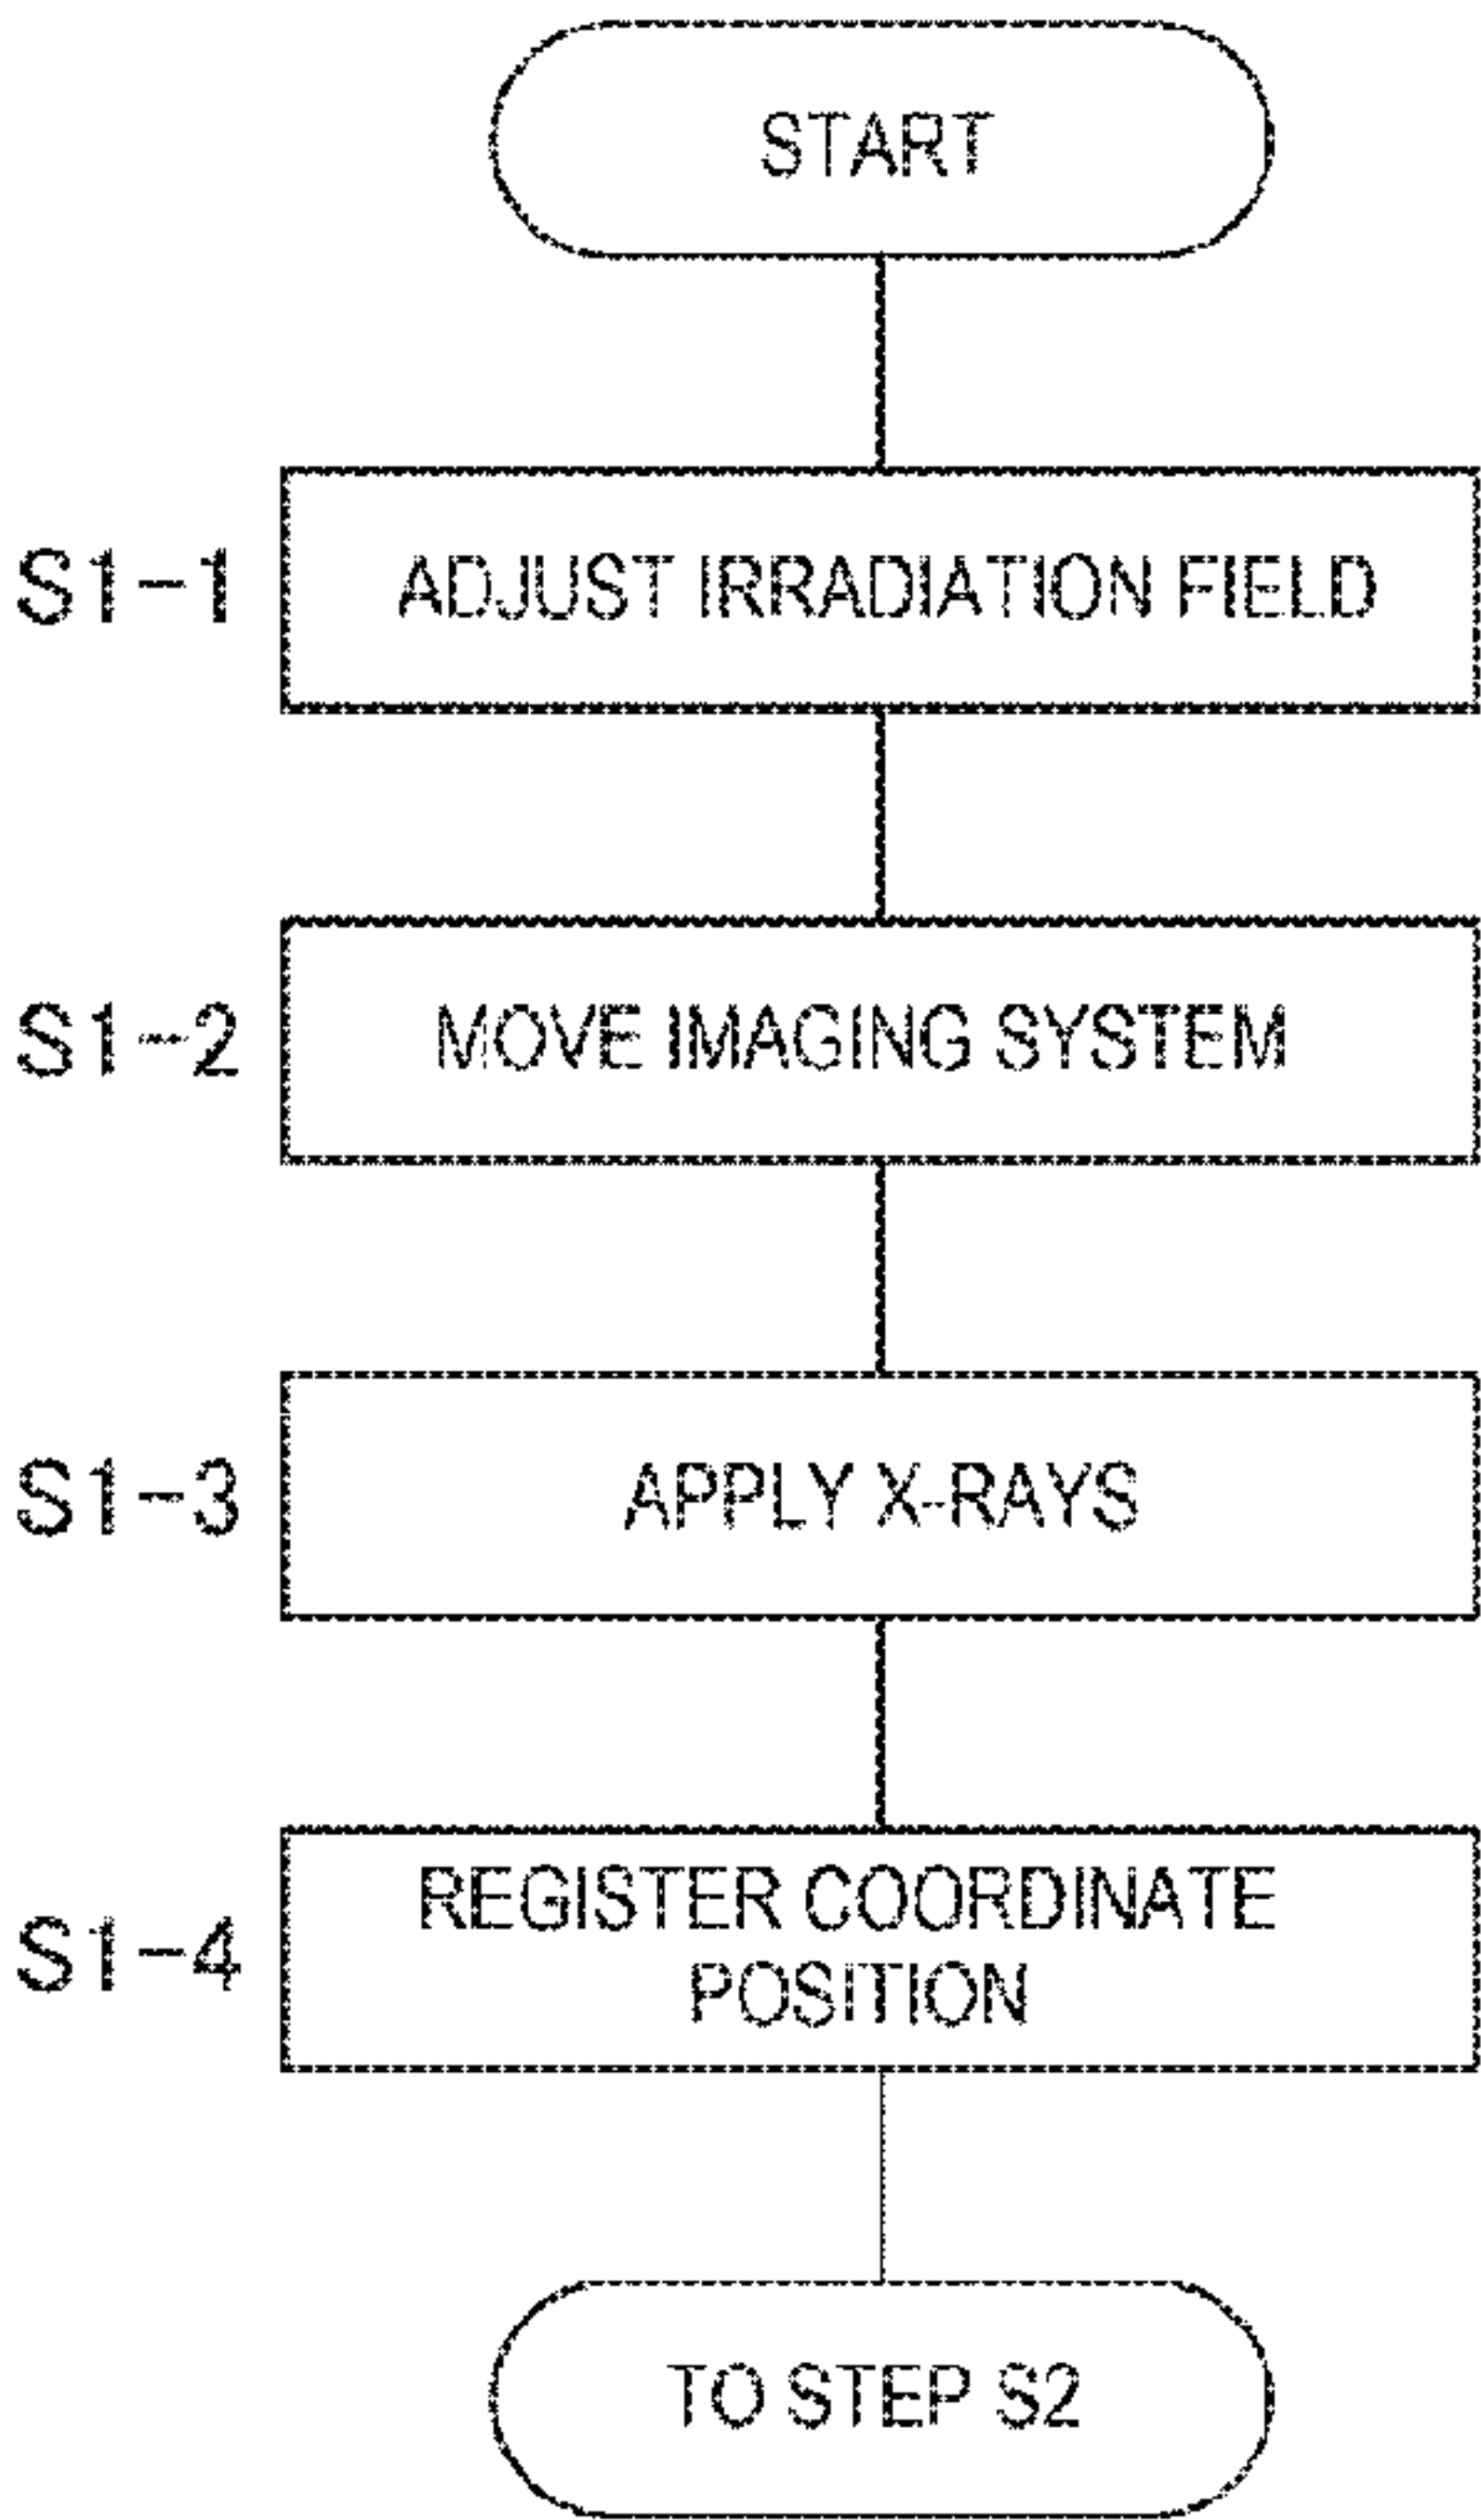 START
S1-1 ADJUST IRRADIATION FIELD
S1-2 MOVE IMAGING SYSTEM
S1-3 APPLY X-RAYS
S1-4 REGISTER COORDINATE
POSITION
TO STEP S2